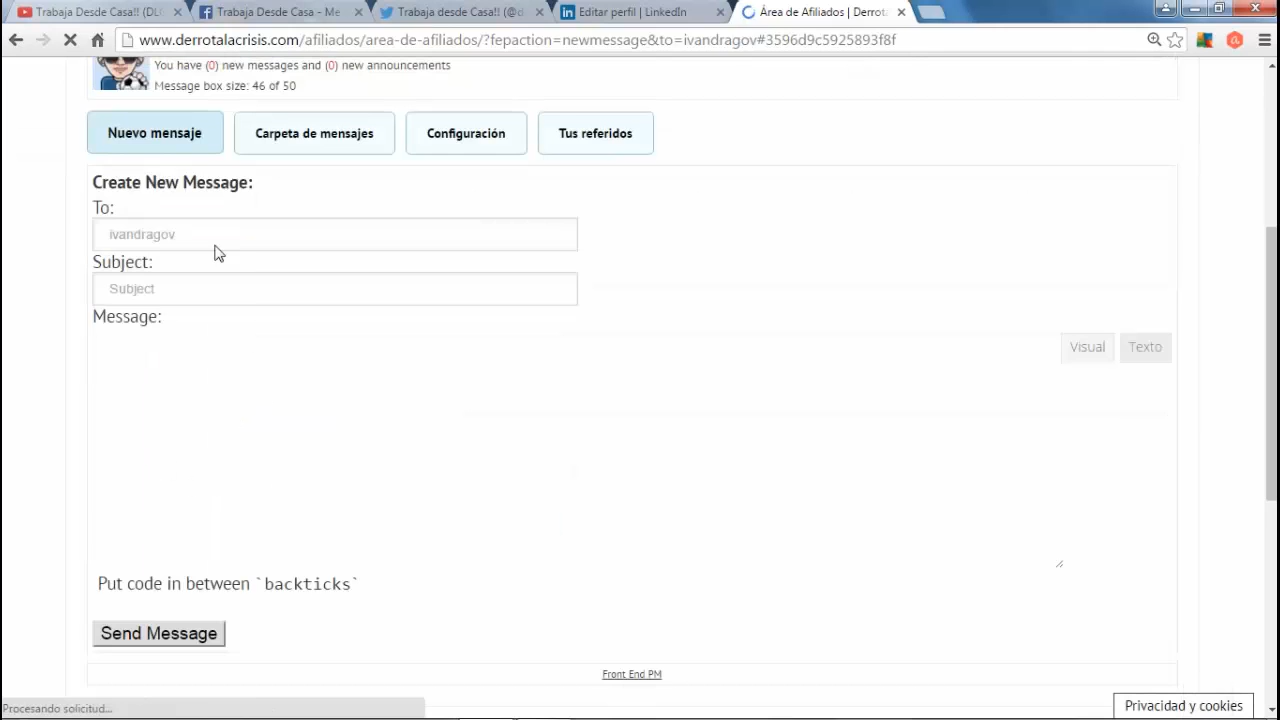 Trabaja Desde Casa!! (DLC
Trabaja Desde Casa - Me
Trabaja desde Casa!! (@d
Editar perfil | LinkedIn
Área de Afiliados | Derrot
www.derrotalacrisis.com/afiliados/area-de-afiliados/?fepaction=newmessage&to=ivandragov#3596d9c5925893f8f
You have (0) new messages and (0) new announcements
Message box size: 46 of 50
Nuevo mensaje
Carpeta de mensajes
Configuración
Tus referidos
Create New Message:
To:
ivandragov
Subject:
Subject
Message:
Visual
Texto
Put code in between `backticks`
Send Message
Front End PM
Procesando solicitud...
Privacidad y cookies